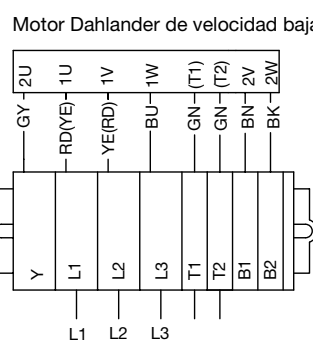 Motor Dahlander de velocidad baja
2U 1U 1V 1W (T1) (T2) 2V 2W
GY RD(YE) YE(RD) BU GN GN BN BK
Y L1 L2 L3 T1 T2 B1 B2
L1 L2 L3